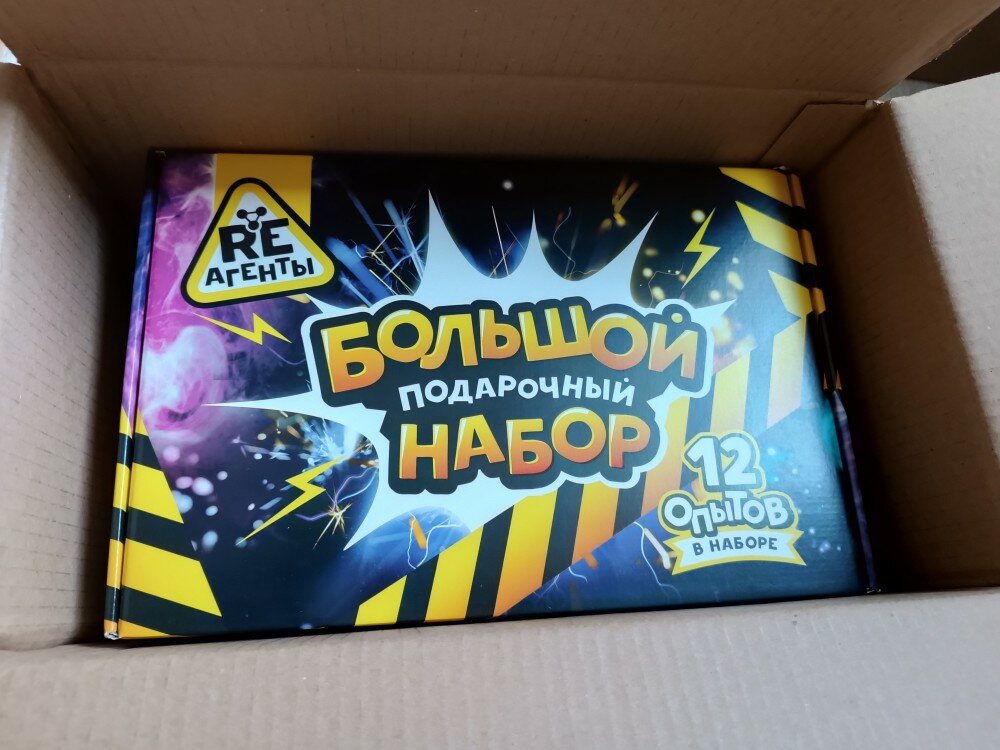 RE
АГЕНТЫ
БОЛЬШОЙ
ПОДАРОЧНЫЙ
НАБОР
12
ОПЫТОВ
В НАБОРЕ